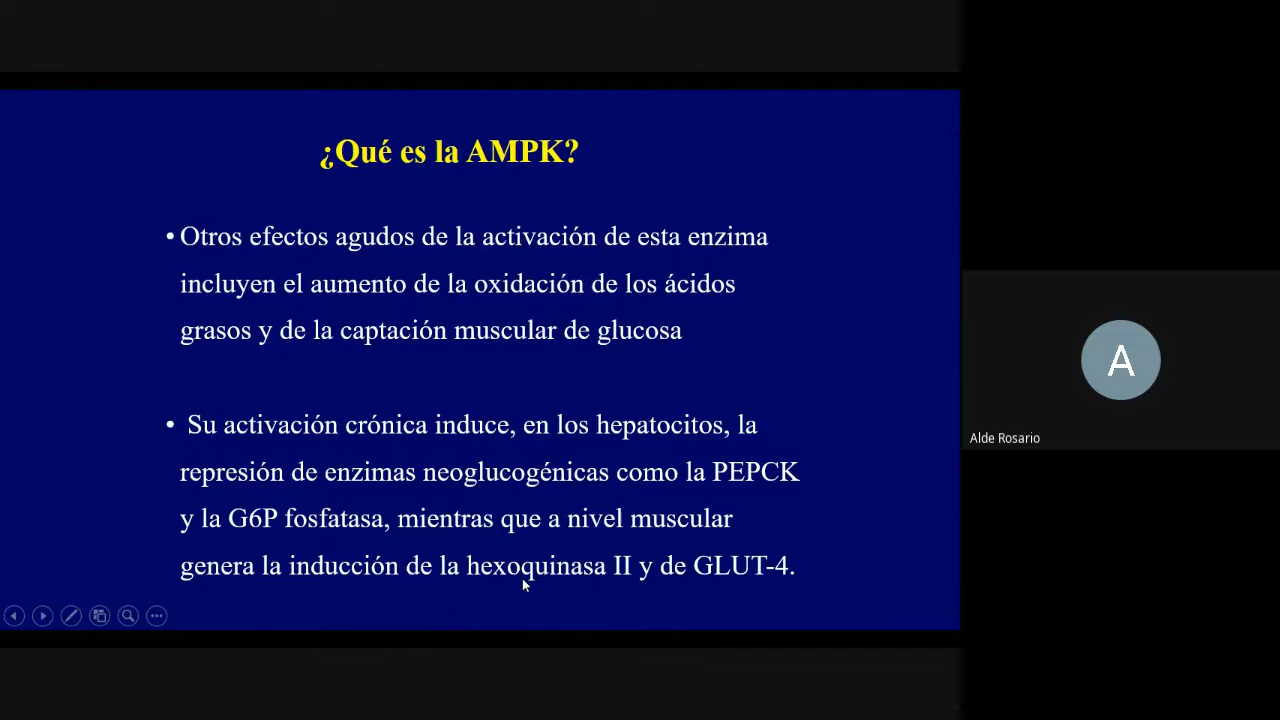 ¿Qué es la AMPK?
• Otros efectos agudos de la activación de esta enzima
incluyen el aumento de la oxidación de los ácidos
grasos y de la captación muscular de glucosa
• Su activación crónica induce, en los hepatocitos, la
represión de enzimas neoglucogénicas como la PEPCK
y la G6P fosfatasa, mientras que a nivel muscular
genera la inducción de la hexoquinasa II y de GLUT-4.
A
Alde Rosario